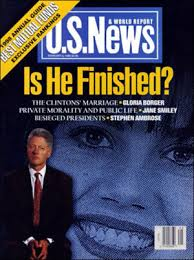 1998 ANNUAL GUIDE
BEST MUTUAL FUNDS
EXCLUSIVE RANKINGS
& WORLD REPORT
U.S.News
Is He Finished?
THE CLINTONS' MARRIAGE • GLORIA BORGER
PRIVATE MORALITY AND PUBLIC LIFE • JANE SMILEY
BESIEGED PRESIDENTS • STEPHEN AMBROSE